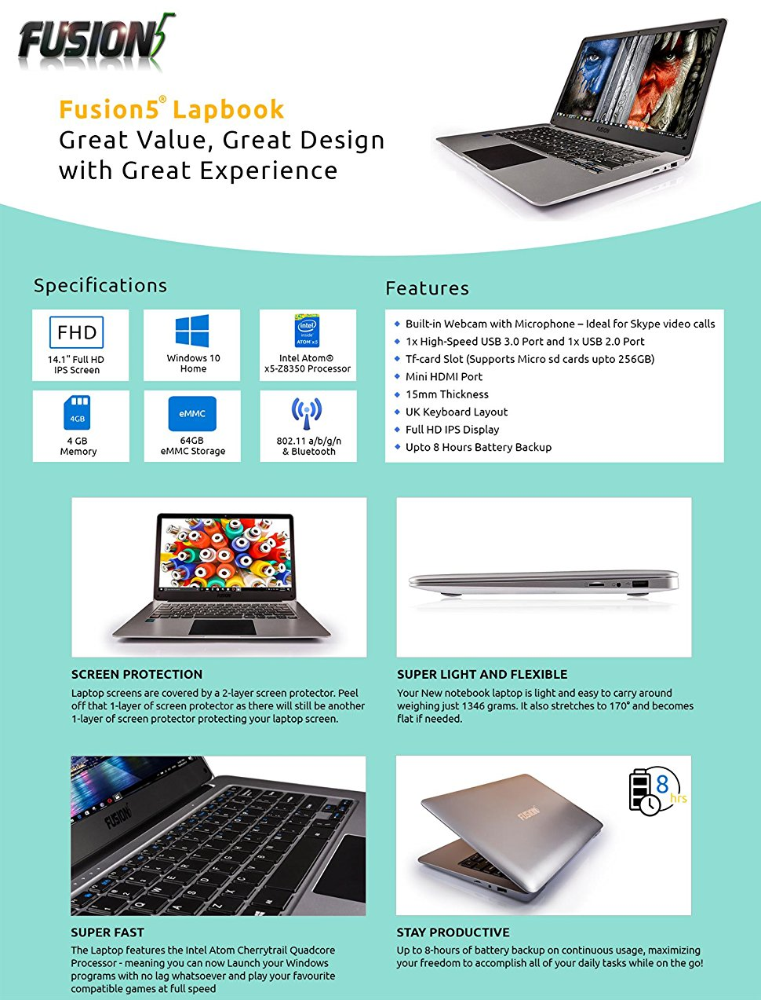 FUSION5
Fusion5® Lapbook
Great Value, Great Design
with Great Experience
FUSION5
Specifications
FHD
14.1" Full HD
IPS Screen
Windows 10
Home
intel
inside
ATOM x5
Intel Atom®
x5-Z8350 Processor
4GB
4 GB
Memory
eMMC
64GB
eMMC Storage
802.11 a/b/g/n
& Bluetooth
Features
Built-in Webcam with Microphone – Ideal for Skype video calls
1x High-Speed USB 3.0 Port and 1x USB 2.0 Port
Tf-card Slot (Supports Micro sd cards upto 256GB)
Mini HDMI Port
15mm Thickness
UK Keyboard Layout
Full HD IPS Display
Upto 8 Hours Battery Backup
FUSION5
SCREEN PROTECTION
Laptop screens are covered by a 2-layer screen protector. Peel
off that 1-layer of screen protector as there will still be another
1-layer of screen protector protecting your laptop screen.
SUPER LIGHT AND FLEXIBLE
Your New notebook laptop is light and easy to carry around
weighing just 1346 grams. It also stretches to 170° and becomes
flat if needed.
FUSION5
SUPER FAST
The Laptop features the Intel Atom Cherrytrail Quadcore
Processor - meaning you can now Launch your Windows
programs with no lag whatsoever and play your favourite
compatible games at full speed
FUSION5
8
hrs
STAY PRODUCTIVE
Up to 8-hours of battery backup on continuous usage, maximizing
your freedom to accomplish all of your daily tasks while on the go!